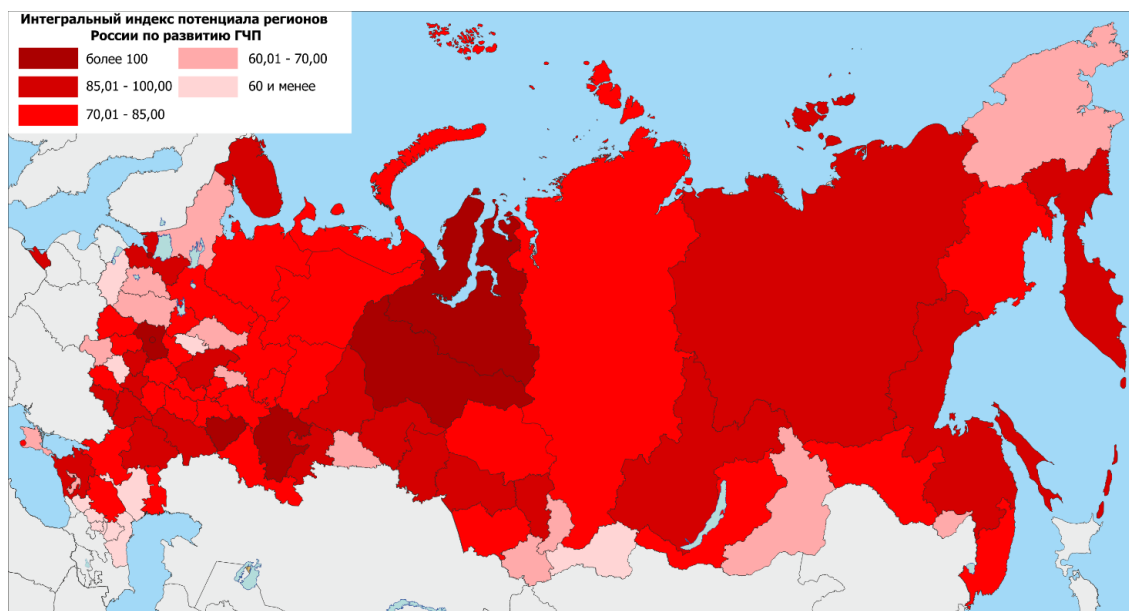 Интегральный индекс потенциала регионов
России по развитию ГЧП
более 100
60,01 - 70,00
85,01 - 100,00
60 и менее
70,01 - 85,00